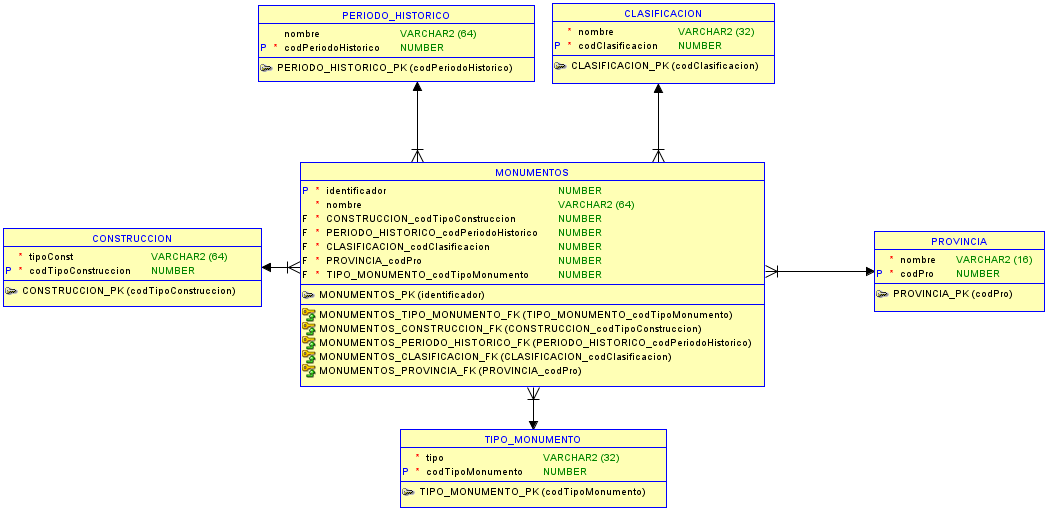 PERIODO_HISTORICO
nombre VARCHAR2 (64)
P * codPeriodoHistorico NUMBER
PERIODO_HISTORICO_PK (codPeriodoHistorico)
CLASIFICACION
* nombre VARCHAR2 (32)
P * codClasificacion NUMBER
CLASIFICACION_PK (codClasificacion)
MONUMENTOS
P * identificador NUMBER
* nombre VARCHAR2 (64)
F * CONSTRUCCION_codTipoConstruccion NUMBER
F * PERIODO_HISTORICO_codPeriodoHistorico NUMBER
F * CLASIFICACION_codClasificacion NUMBER
F * PROVINCIA_codPro NUMBER
F * TIPO_MONUMENTO_codTipoMonumento NUMBER
MONUMENTOS_PK (identificador)
MONUMENTOS_TIPO_MONUMENTO_FK (TIPO_MONUMENTO_codTipoMonumento)
MONUMENTOS_CONSTRUCCION_FK (CONSTRUCCION_codTipoConstruccion)
MONUMENTOS_PERIODO_HISTORICO_FK (PERIODO_HISTORICO_codPeriodoHistorico)
MONUMENTOS_CLASIFICACION_FK (CLASIFICACION_codClasificacion)
MONUMENTOS_PROVINCIA_FK (PROVINCIA_codPro)
CONSTRUCCION
* tipoConst VARCHAR2 (64)
P * codTipoConstruccion NUMBER
CONSTRUCCION_PK (codTipoConstruccion)
PROVINCIA
* nombre VARCHAR2 (16)
P * codPro NUMBER
PROVINCIA_PK (codPro)
TIPO_MONUMENTO
* tipo VARCHAR2 (32)
P * codTipoMonumento NUMBER
TIPO_MONUMENTO_PK (codTipoMonumento)